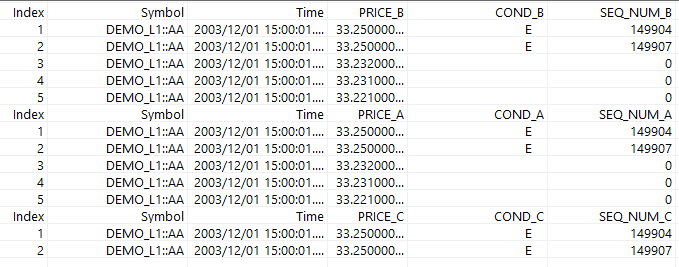 Index Symbol Time PRICE_B COND_B SEQ_NUM_B
1 DEMO_L1::AA 2003/12/01 15:00:01.... 33.250000... E 149904
2 DEMO_L1::AA 2003/12/01 15:00:01.... 33.250000... E 149907
3 DEMO_L1::AA 2003/12/01 15:00:01.... 33.232000... 0
4 DEMO_L1::AA 2003/12/01 15:00:01.... 33.231000... 0
5 DEMO_L1::AA 2003/12/01 15:00:01.... 33.221000... 0
Index Symbol Time PRICE_A COND_A SEQ_NUM_A
1 DEMO_L1::AA 2003/12/01 15:00:01.... 33.250000... E 149904
2 DEMO_L1::AA 2003/12/01 15:00:01.... 33.250000... E 149907
3 DEMO_L1::AA 2003/12/01 15:00:01.... 33.232000... 0
4 DEMO_L1::AA 2003/12/01 15:00:01.... 33.231000... 0
5 DEMO_L1::AA 2003/12/01 15:00:01.... 33.221000... 0
Index Symbol Time PRICE_C COND_C SEQ_NUM_C
1 DEMO_L1::AA 2003/12/01 15:00:01.... 33.250000... E 149904
2 DEMO_L1::AA 2003/12/01 15:00:01.... 33.250000... E 149907